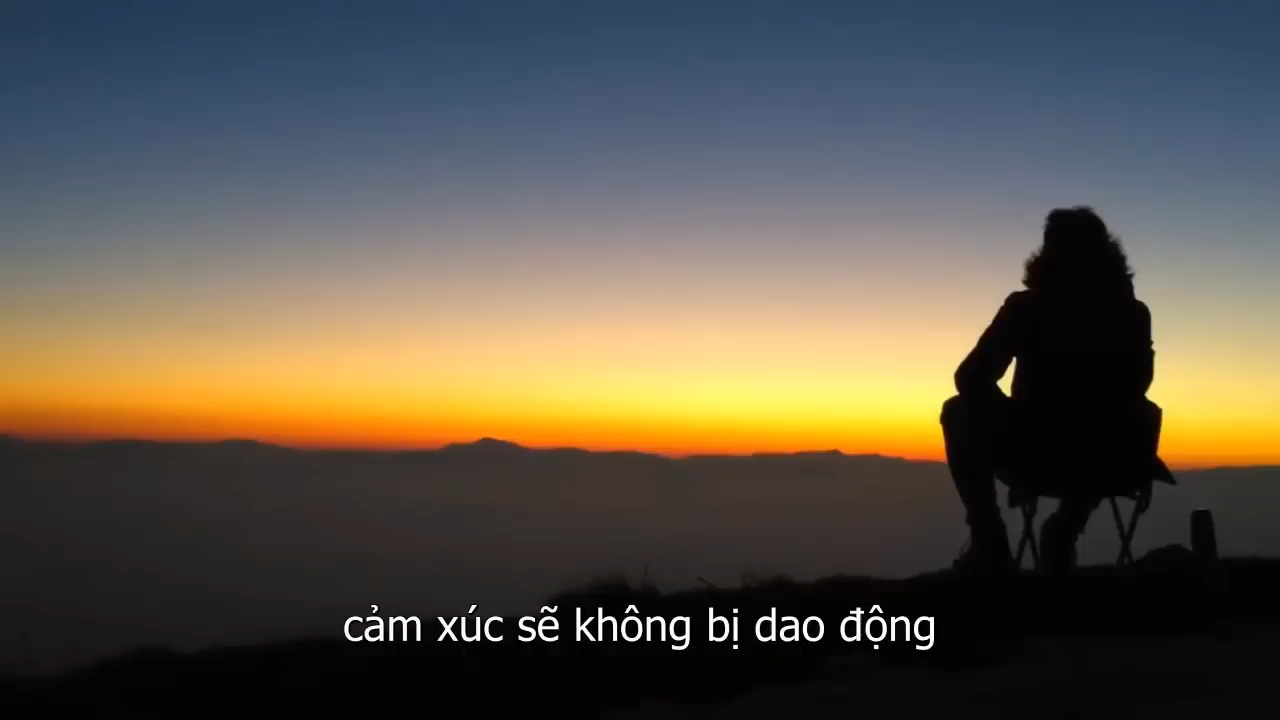 cảm xúc sẽ không bị dao động